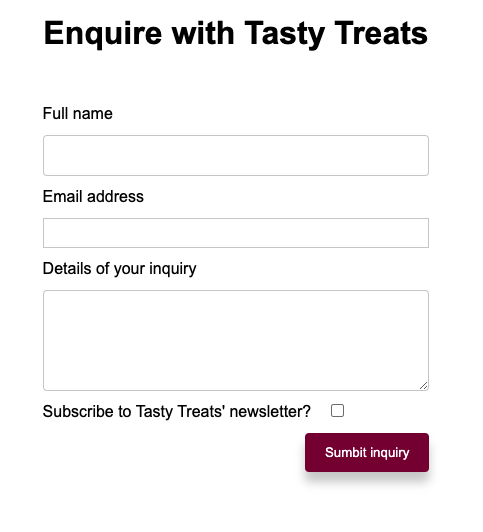 Enquire with Tasty Treats
Full name
Email address
Details of your inquiry
Subscribe to Tasty Treats' newsletter?
Sumbit inquiry